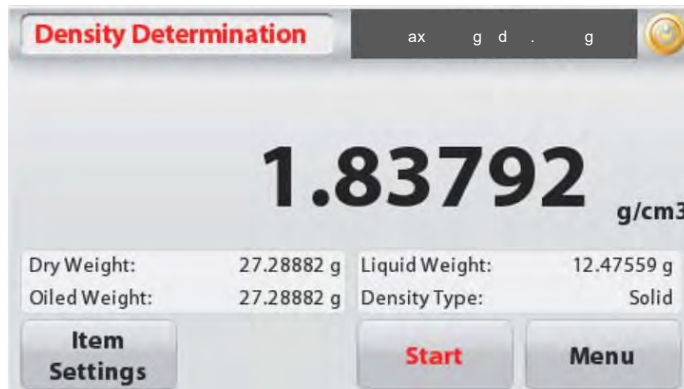 Density Determination
1.83792
g/cm3
Dry Weight: 27.28882 g Liquid Weight: 12.47559 g
Oiled Weight: 27.28882 g Density Type: Solid
Item
Settings
Start
Menu